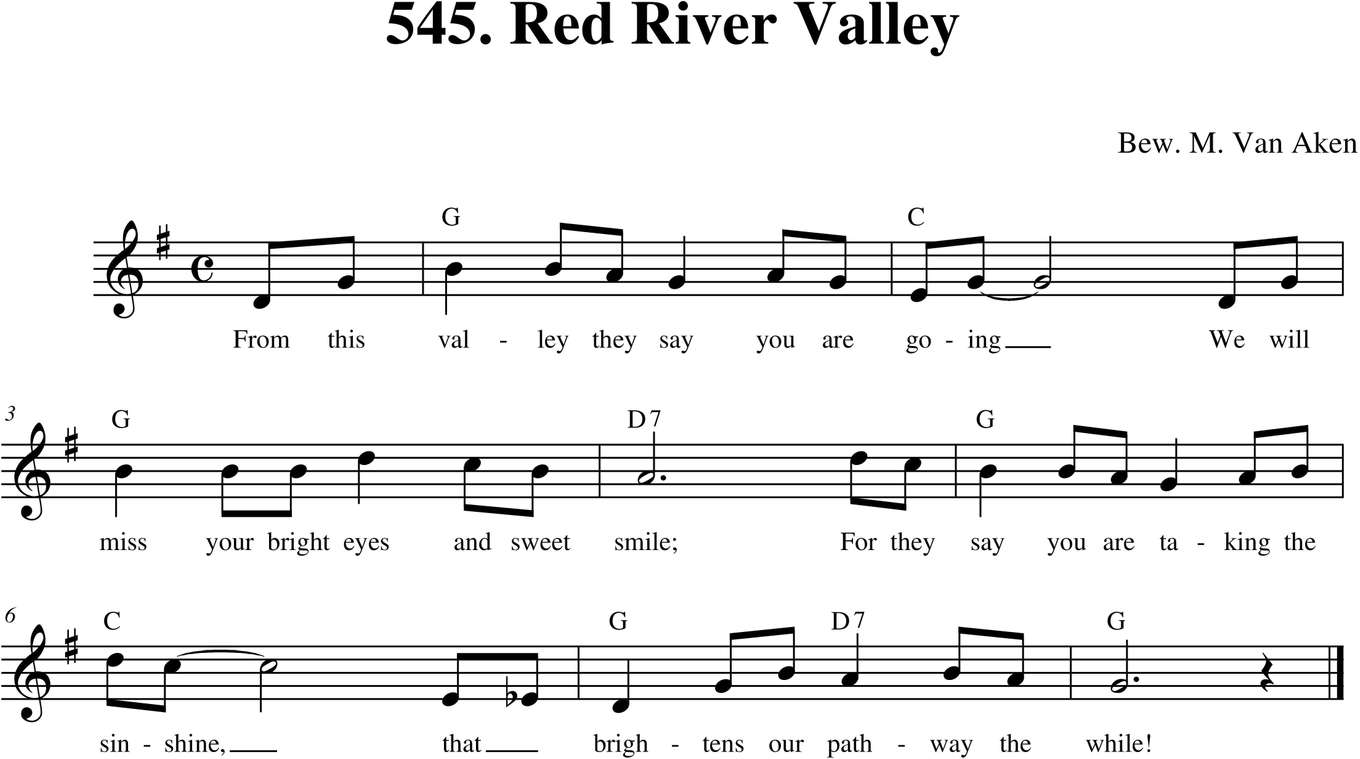 545. Red River Valley
Bew. M. Van Aken
G C
From this val - ley they say you are go - ing We will
3
G D7 G
miss your bright eyes and sweet smile; For they say you are ta - king the
6
C G D7 G
sin - shine, that brigh - tens our path - way the while!